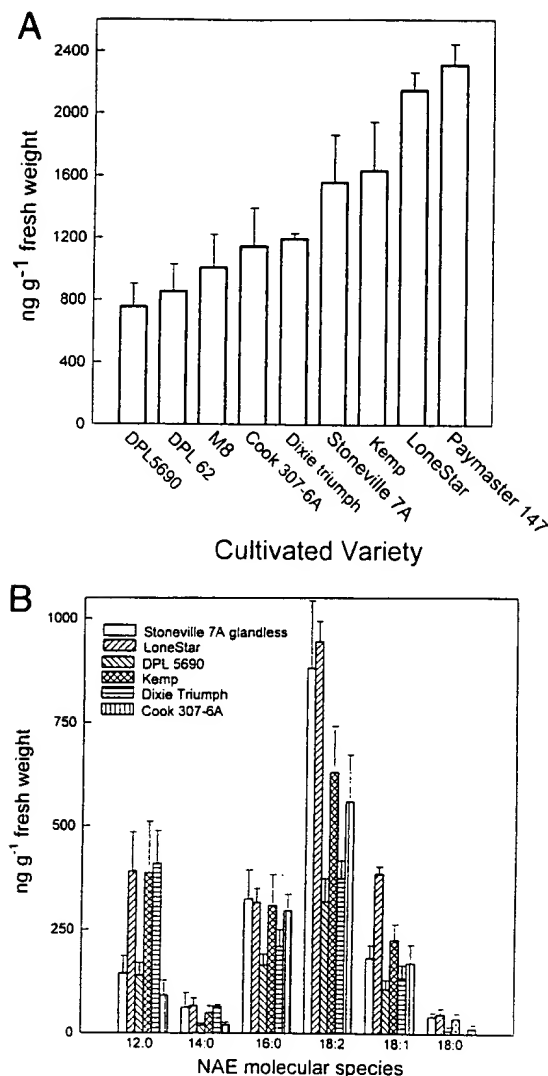 A
ng g⁻¹ fresh weight
2400
2000
1600
1200
800
400
0
DPL5690
DPL 62
M8
Cook 307-6A
Dixie triumph
Stoneville 7A
Kemp
LoneStar
Paymaster 147
Cultivated Variety
B
ng g⁻¹ fresh weight
1000
750
500
250
0
Stoneville 7A glandless
LoneStar
DPL 5690
Kemp
Dixie Triumph
Cook 307-6A
12:0
14:0
16:0
18:2
18:1
18:0
NAE molecular species